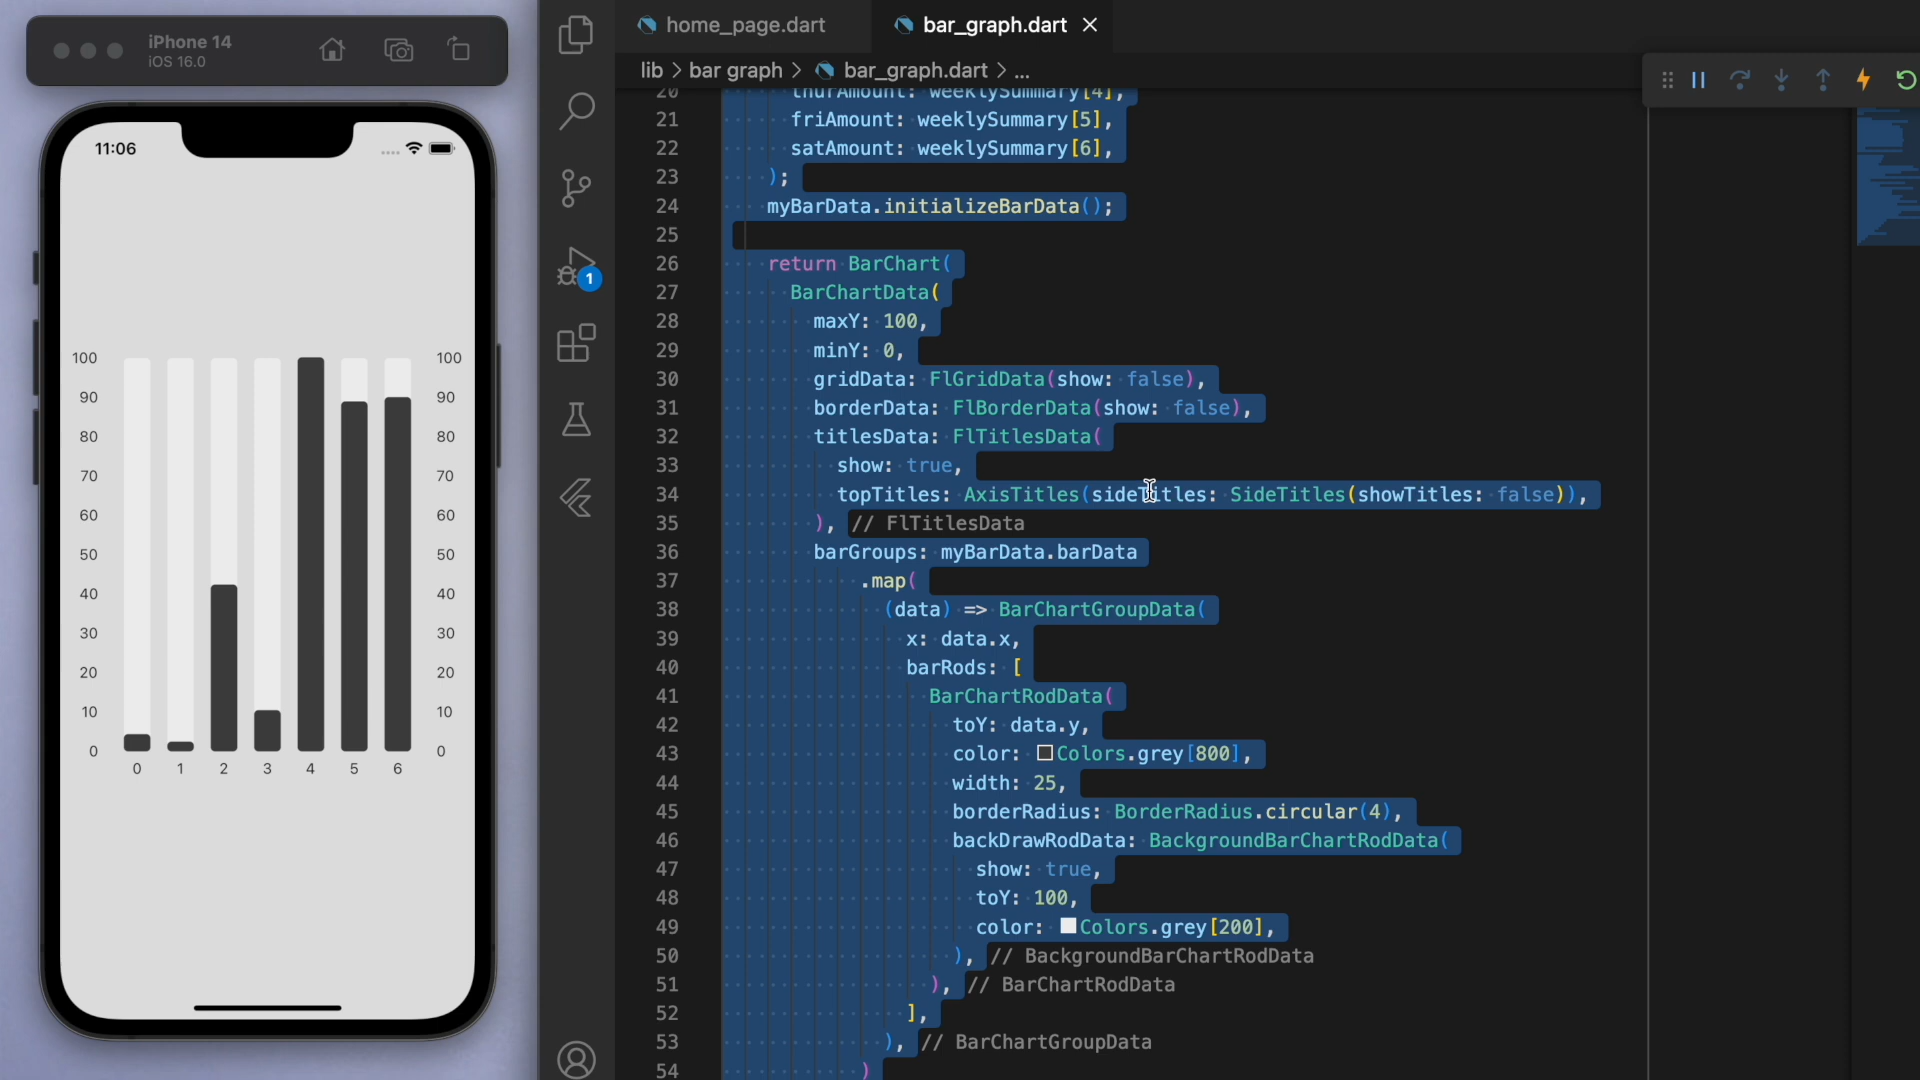 iPhone 14
iOS 16.0
11:06
100 100
90 90
80 80
70 70
60 60
50 50
40 40
30 30
20 20
10 10
0 0
0 1 2 3 4 5 6
1
home_page.dart
bar_graph.dart
lib > bar graph > bar_graph.dart > ...
20 thurAmount: weeklySummary[4],
21 friAmount: weeklySummary[5],
22 satAmount: weeklySummary[6],
23 );
24 myBarData.initializeBarData();
25
26 return BarChart(
27 BarChartData(
28 maxY: 100,
29 minY: 0,
30 gridData: FlGridData(show: false),
31 borderData: FlBorderData(show: false),
32 titlesData: FlTitlesData(
33 show: true,
34 topTitles: AxisTitles(sideTitles: SideTitles(showTitles: false)),
35 ), // FlTitlesData
36 barGroups: myBarData.barData
37 .map(
38 (data) => BarChartGroupData(
39 x: data.x,
40 barRods: [
41 BarChartRodData(
42 toY: data.y,
43 color: Colors.grey[800],
44 width: 25,
45 borderRadius: BorderRadius.circular(4),
46 backDrawRodData: BackgroundBarChartRodData(
47 show: true,
48 toY: 100,
49 color: Colors.grey[200],
50 ), // BackgroundBarChartRodData
51 ), // BarChartRodData
52 ],
53 ), // BarChartGroupData
54 )